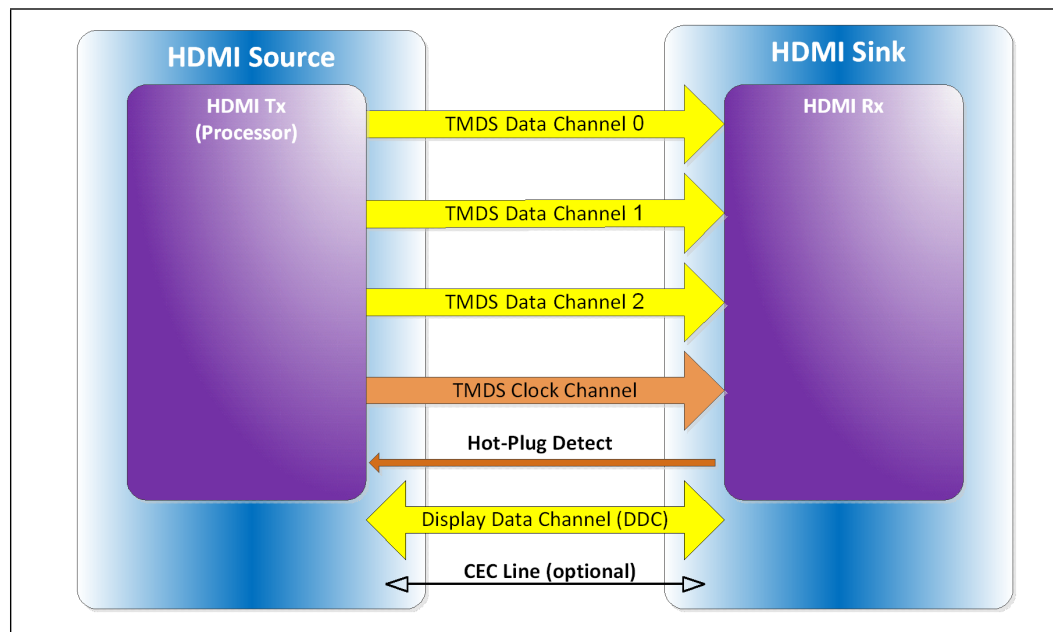 HDMI Source
HDMI Sink
HDMI Tx
(Processor)
HDMI Rx
TMDS Data Channel 0
TMDS Data Channel 1
TMDS Data Channel 2
TMDS Clock Channel
Hot-Plug Detect
Display Data Channel (DDC)
CEC Line (optional)